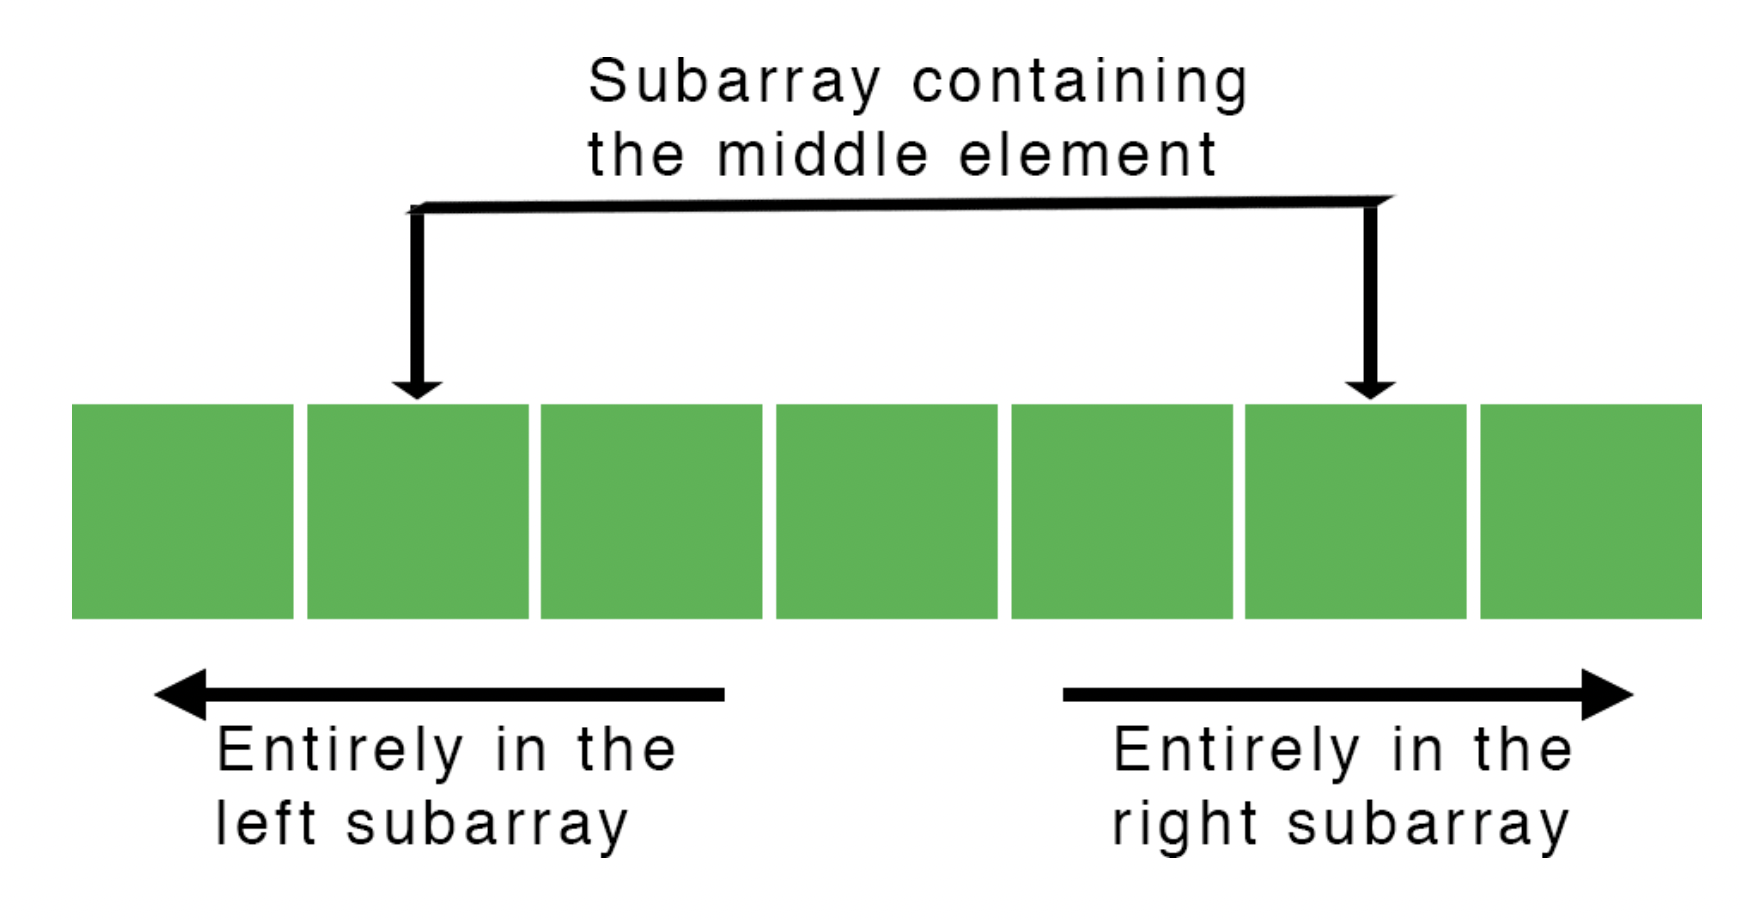 Subarray containing
the middle element
Entirely in the
left subarray
Entirely in the
right subarray